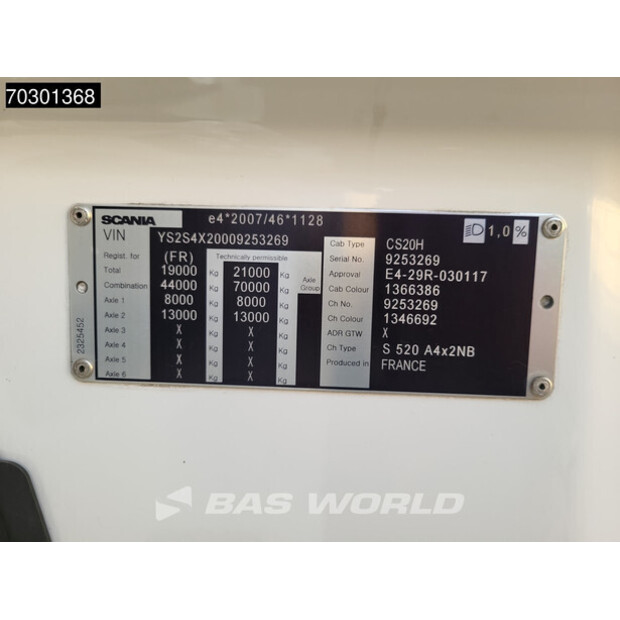 70301368
SCANIA e4*2007/46*1128
VIN YS2S4X20009253269
1,0%
Regist. for (FR) Technically permissible
Total 19000 Kg 21000 Kg
Combination 44000 Kg 70000 Kg
Axle Group
Axle 1 8000 Kg 8000 Kg
Axle 2 13000 Kg 13000 Kg
Axle 3 X Kg X Kg
Axle 4 X Kg X Kg
Axle 5 X Kg X Kg
Axle 6 X Kg X Kg
Cab Type CS20H
Serial No. 9253269
Approval E4-29R-030117
Cab Colour 1366386
Ch No. 9253269
Ch Colour 1346692
ADR GTW X
Ch Type S 520 A4x2NB
Produced in FRANCE
2325452
BAS WORLD